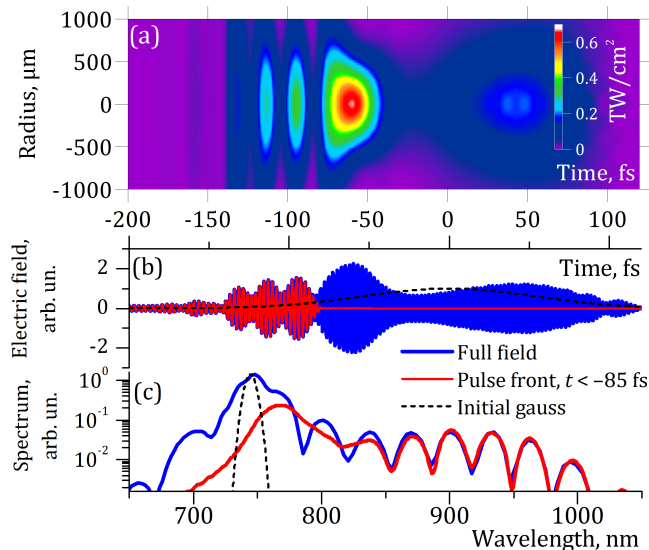 1000
500
0
-500
-1000
Radius, μm
(a)
0.6
0.4
0.2
0
TW/cm²
Time, fs
-200
-150
-100
-50
0
50
100
Electric field,
arb. un.
2
0
-2
(b)
Time, fs
Full field
Pulse front, t < –85 fs
Initial gauss
Spectrum,
arb. un.
10⁰
10⁻¹
10⁻²
(c)
700
800
900
1000
Wavelength, nm